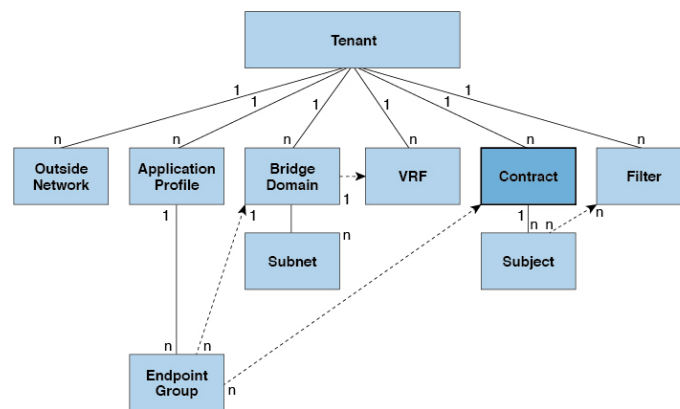 Tenant
1
1
1
1
1
1
n
n
n
n
n
n
Outside
Network
Application
Profile
Bridge
Domain
VRF
Contract
Filter
1
1
1
1
n
n
n
n
Subnet
Subject
n
n
Endpoint
Group
n